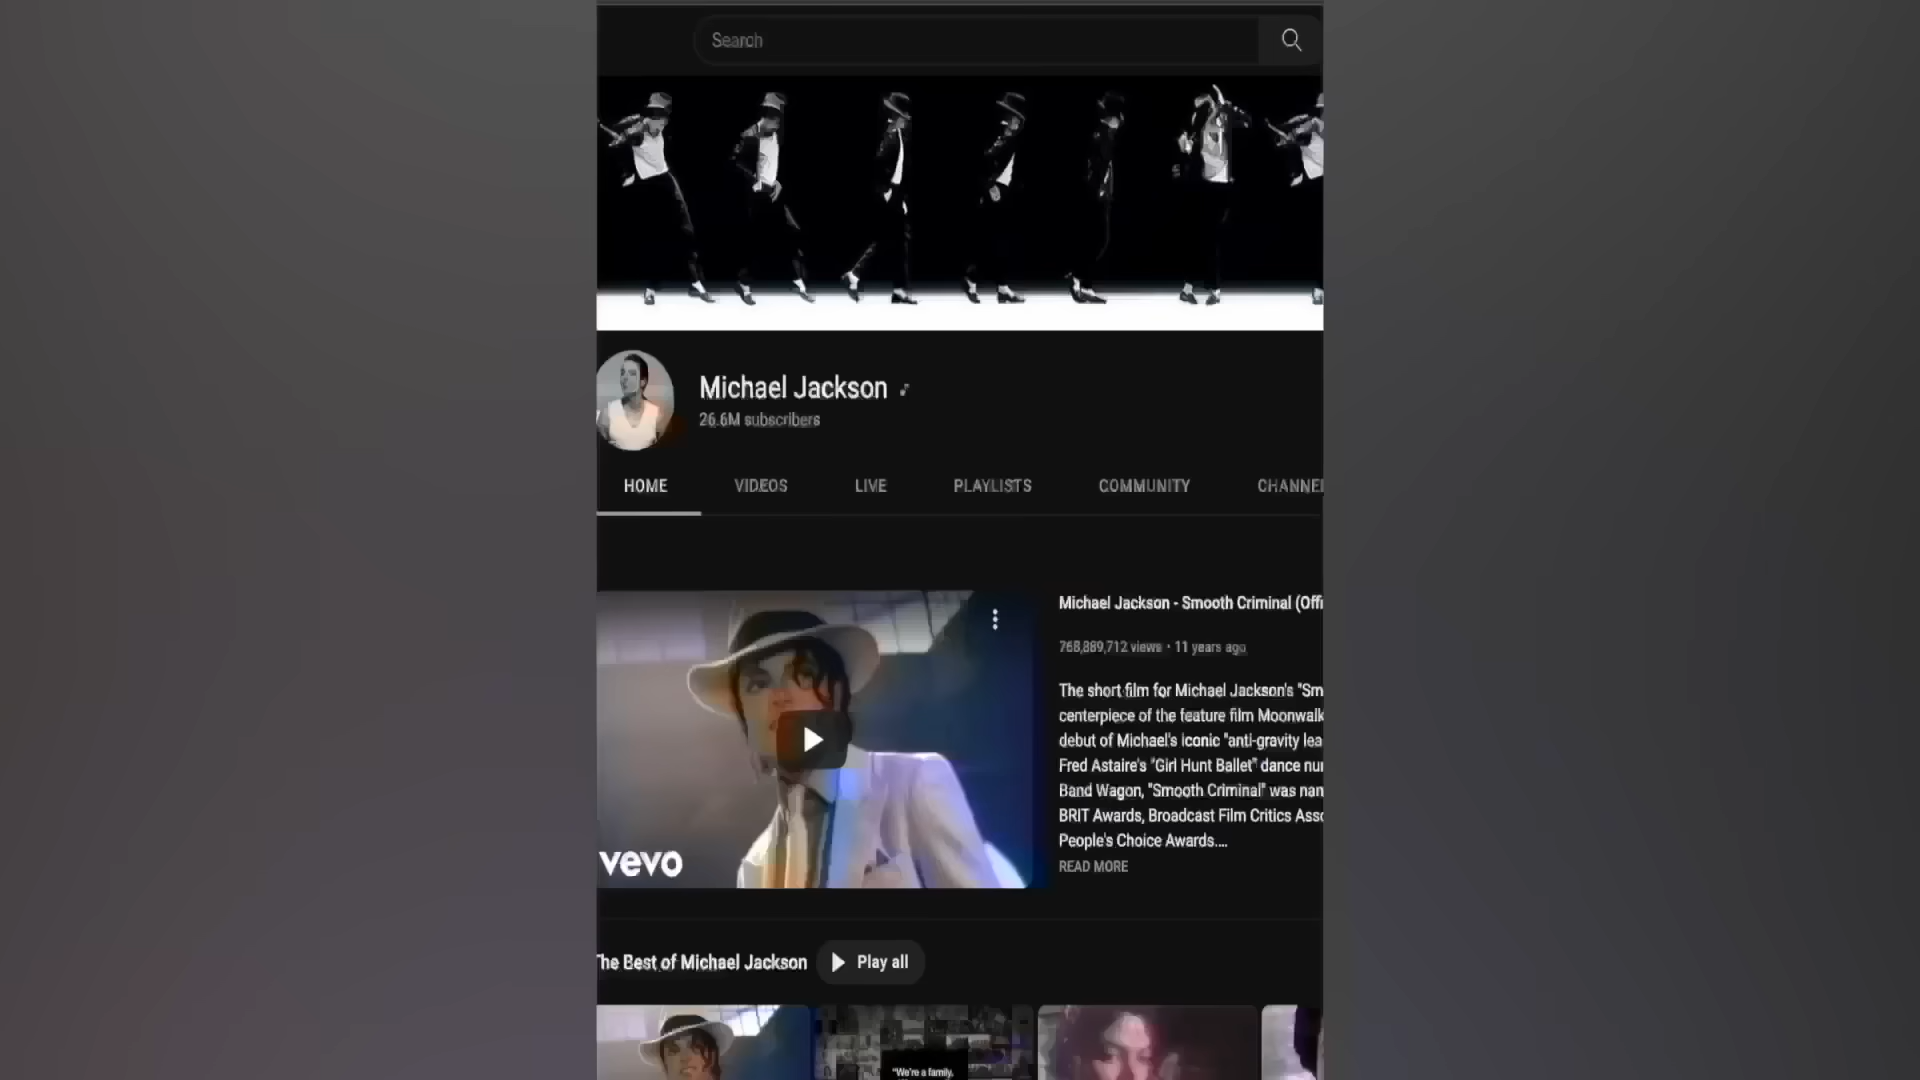 Search
Michael Jackson
26.6M subscribers
HOME VIDEOS LIVE PLAYLISTS COMMUNITY CHANNEL
Michael Jackson - Smooth Criminal (Offi
768,889,712 views • 11 years ago
The short film for Michael Jackson's "Sm
centerpiece of the feature film Moonwalk
debut of Michael's iconic "anti-gravity lea
Fred Astaire's "Girl Hunt Ballet" dance nu
Band Wagon, "Smooth Criminal" was nam
BRIT Awards, Broadcast Film Critics Asso
People's Choice Awards....
READ MORE
vevo
The Best of Michael Jackson Play all
"We're a family,